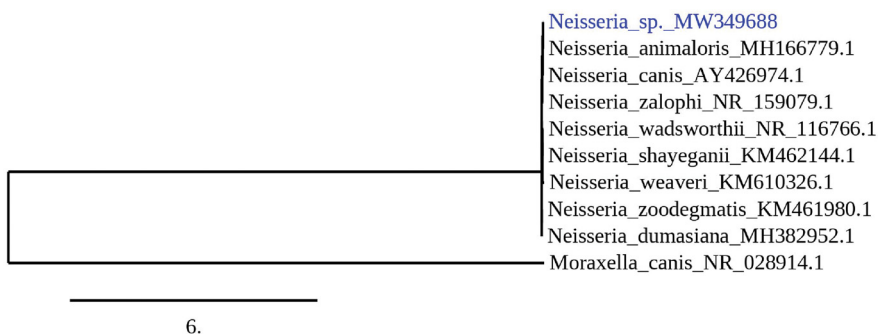 Neisseria_sp._MW349688
Neisseria_animaloris_MH166779.1
Neisseria_canis_AY426974.1
Neisseria_zalophi_NR_159079.1
Neisseria_wadsworthii_NR_116766.1
Neisseria_shayeganii_KM462144.1
Neisseria_weaveri_KM610326.1
Neisseria_zoodegmatis_KM461980.1
Neisseria_dumasiana_MH382952.1
Moraxella_canis_NR_028914.1
6.